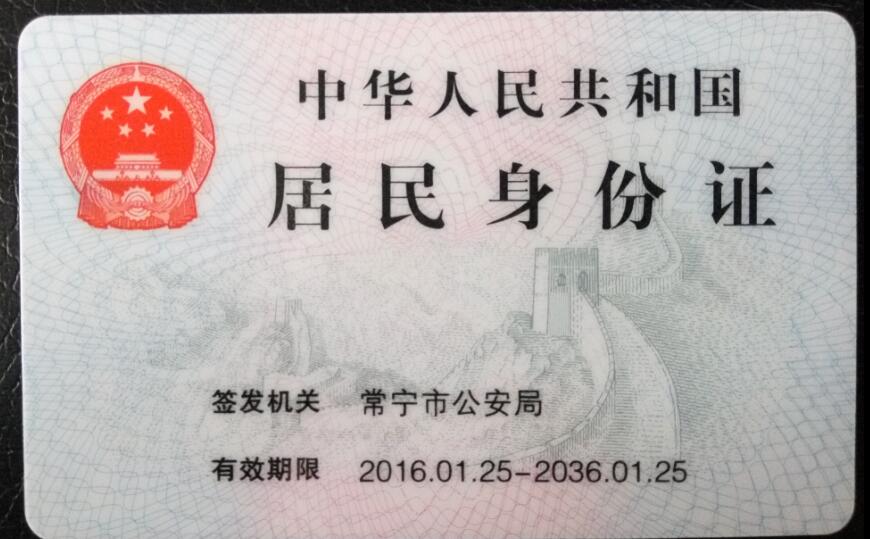 中华人民共和国
居民身份证
签发机关 常宁市公安局
有效期限 2016.01.25-2036.01.25